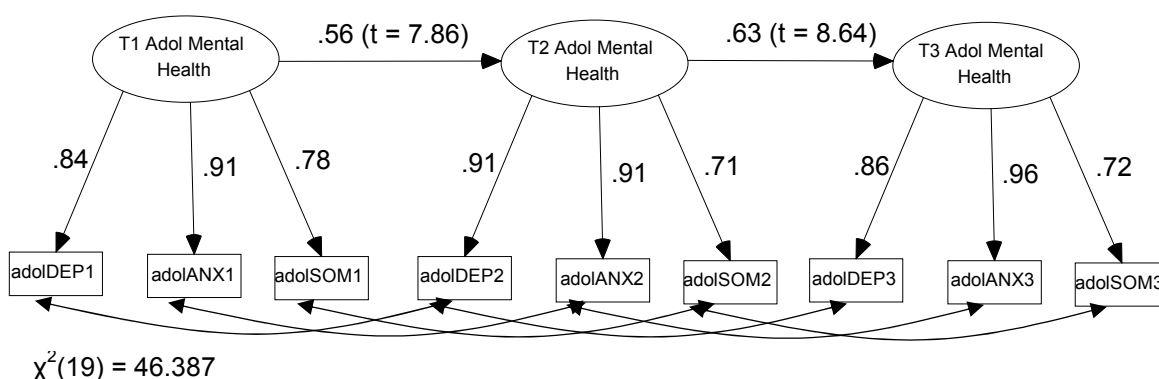 T1 Adol Mental
Health
.56 (t = 7.86)
T2 Adol Mental
Health
.63 (t = 8.64)
T3 Adol Mental
Health
.84
.91
.78
.91
.91
.71
.86
.96
.72
adolDEP1
adolANX1
adolSOM1
adolDEP2
adolANX2
adolSOM2
adolDEP3
adolANX3
adolSOM3
χ²(19) = 46.387